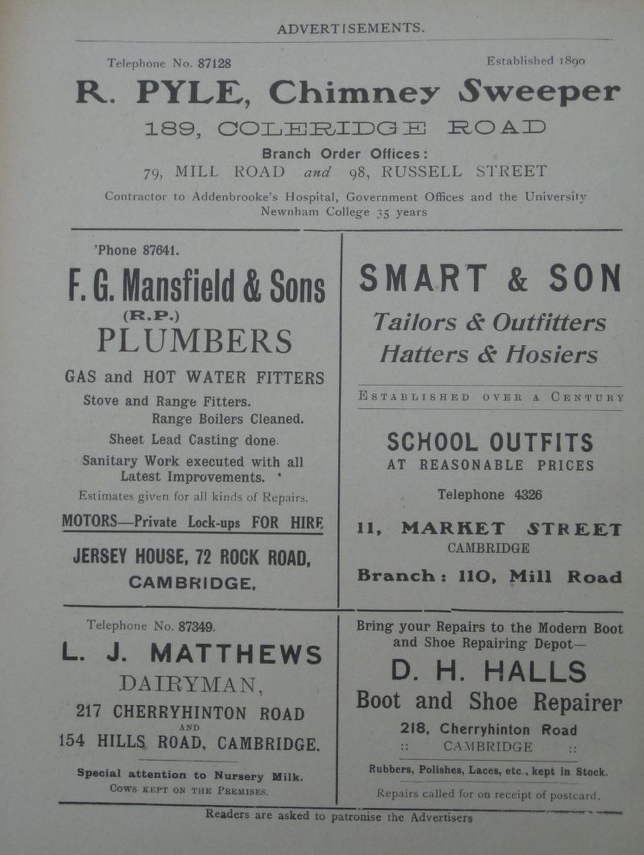 ADVERTISEMENTS.
Telephone No. 87128
Established 1890
R. PYLE, Chimney Sweeper
189, COLERIDGE ROAD
Branch Order Offices:
79, MILL ROAD and 98, RUSSELL STREET
Contractor to Addenbrooke's Hospital, Government Offices and the University
Newnham College 35 years
'Phone 87641.
F. G. Mansfield & Sons
(R.P.)
PLUMBERS
GAS and HOT WATER FITTERS
Stove and Range Fitters.
Range Boilers Cleaned.
Sheet Lead Casting done
Sanitary Work executed with all
Latest Improvements.
Estimates given for all kinds of Repairs.
MOTORS—Private Lock-ups FOR HIRE
JERSEY HOUSE, 72 ROCK ROAD,
CAMBRIDGE.
SMART & SON
Tailors & Outfitters
Hatters & Hosiers
ESTABLISHED OVER A CENTURY
SCHOOL OUTFITS
AT REASONABLE PRICES
Telephone 4326
11, MARKET STREET
CAMBRIDGE
Branch: 110, Mill Road
Telephone No. 87349.
L. J. MATTHEWS
DAIRYMAN,
217 CHERRYHINTON ROAD
AND
154 HILLS ROAD, CAMBRIDGE.
Special attention to Nursery Milk.
COWS KEPT ON THE PREMISES.
Bring your Repairs to the Modern Boot
and Shoe Repairing Depot—
D. H. HALLS
Boot and Shoe Repairer
218, Cherryhinton Road
:: CAMBRIDGE ::
Rubbers, Polishes, Laces, etc., kept in Stock.
Repairs called for on receipt of postcard.
Readers are asked to patronise the Advertisers